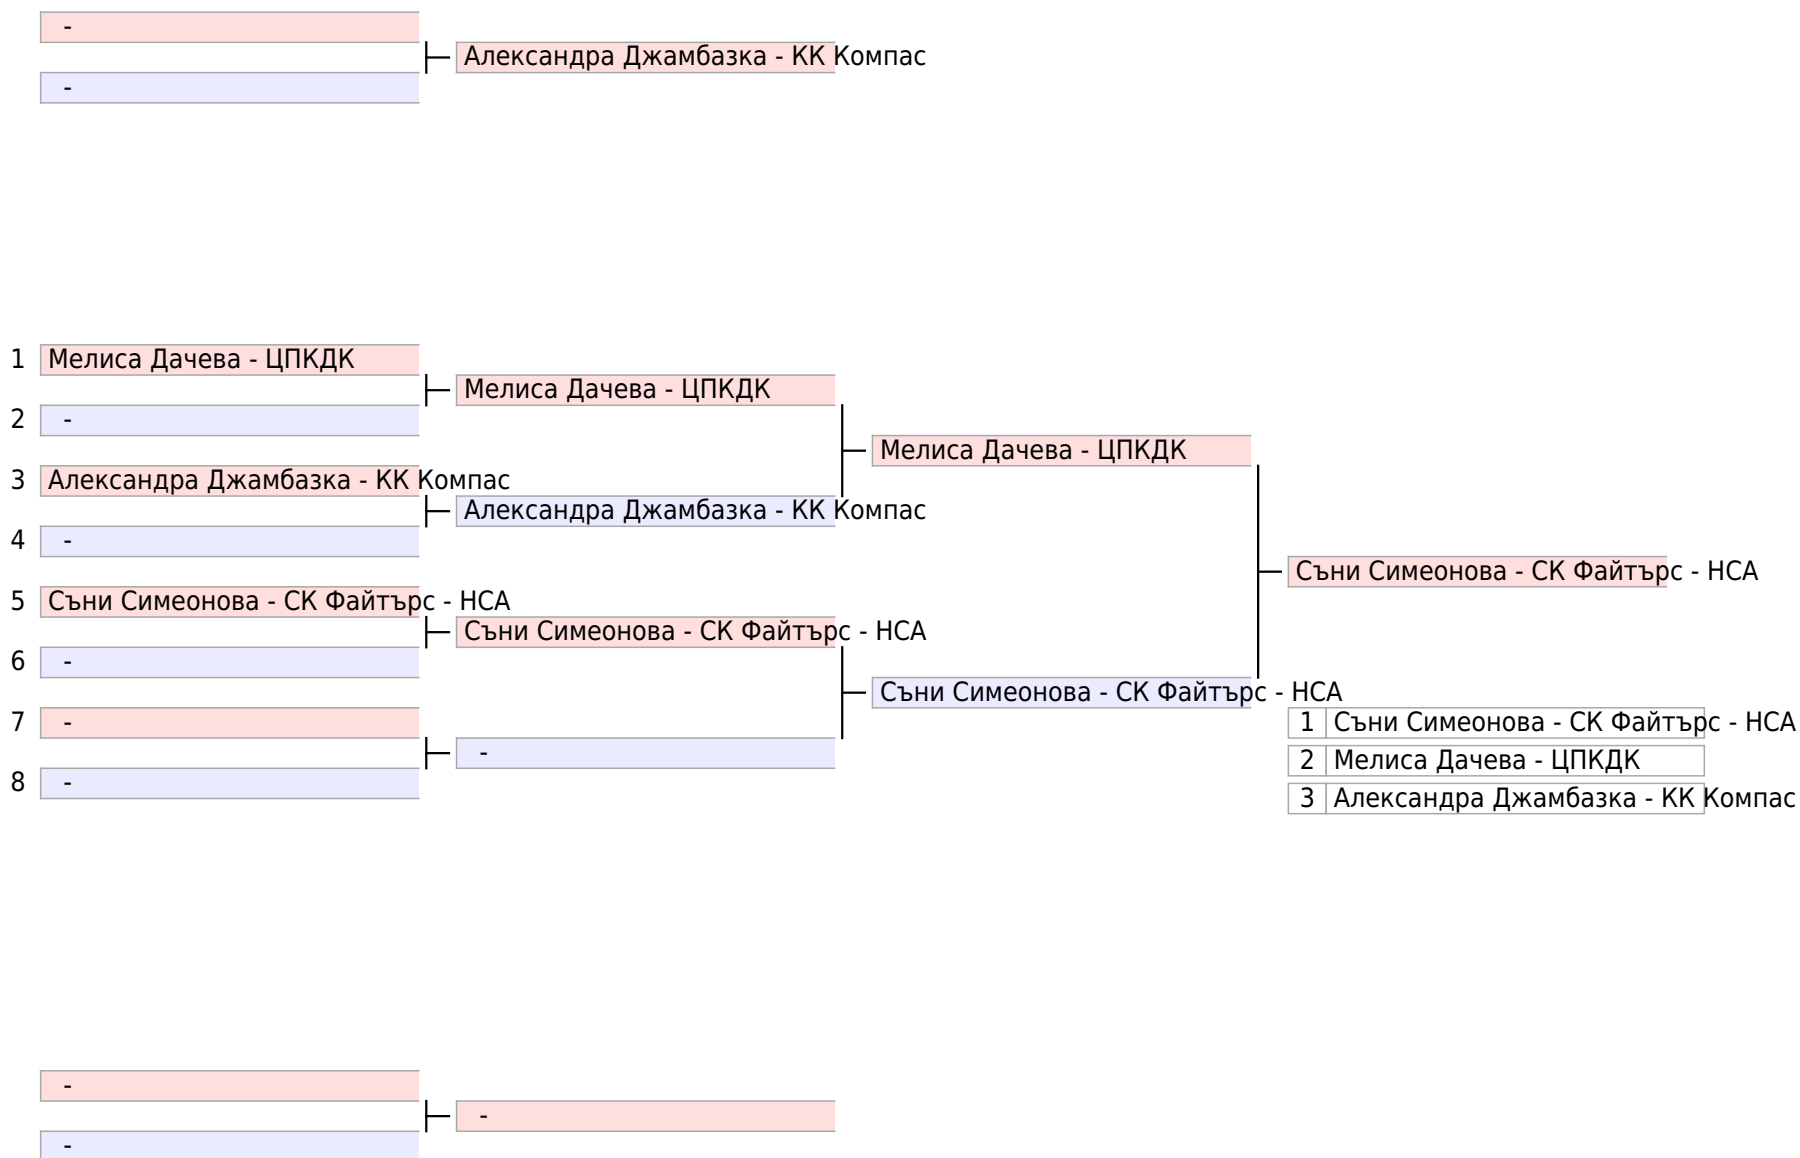 -
Александра Джамбазка - КК Компас
-
1 Мелиса Дачева - ЦПКДК
Мелиса Дачева - ЦПКДК
2 -
Мелиса Дачева - ЦПКДК
3 Александра Джамбазка - КК Компас
Александра Джамбазка - КК Компас
4 -
Съни Симеонова - СК Файтърс - НСА
5 Съни Симеонова - СК Файтърс - НСА
Съни Симеонова - СК Файтърс - НСА
6 -
Съни Симеонова - СК Файтърс - НСА
7 -
-
8 -
1 Съни Симеонова - СК Файтърс - НСА
2 Мелиса Дачева - ЦПКДК
3 Александра Джамбазка - КК Компас
-
-
-